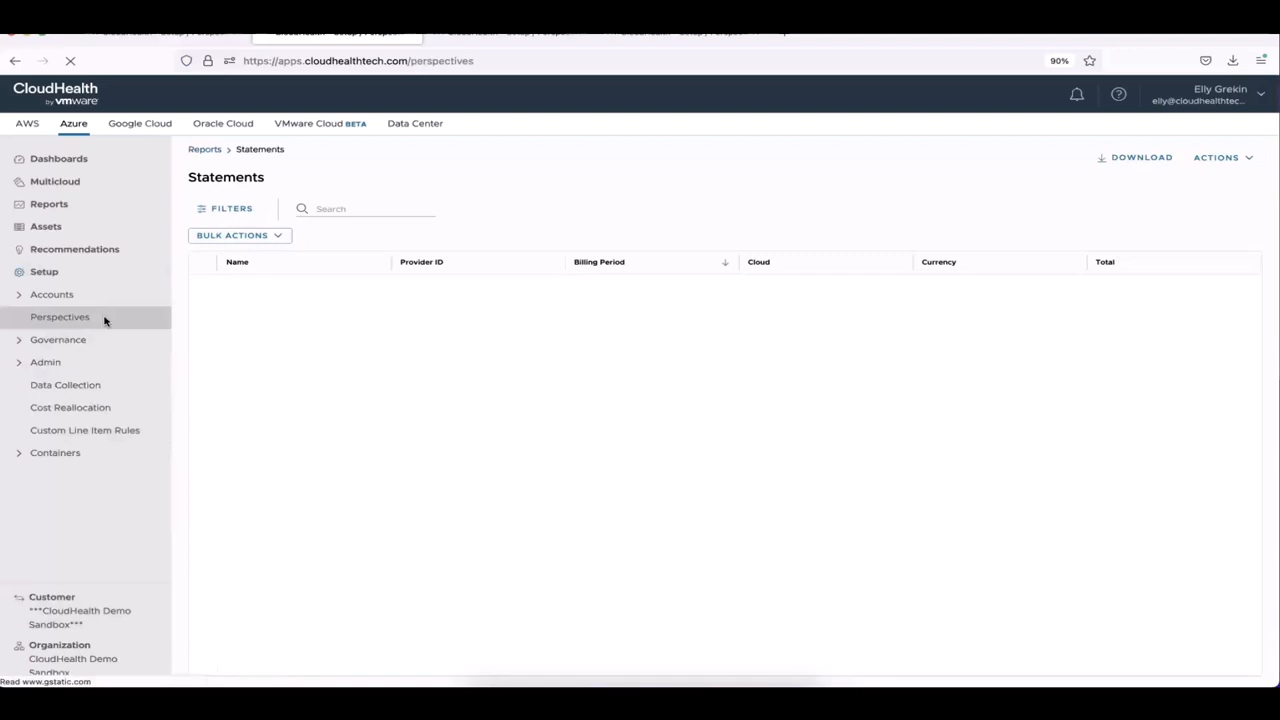 https://apps.cloudhealthtech.com/perspectives
90%
CloudHealth
by vmware
Elly Grekin
elly@cloudhealthtec...
AWS
Azure
Google Cloud
Oracle Cloud
VMware Cloud BETA
Data Center
Dashboards
Multicloud
Reports
Assets
Recommendations
Setup
Accounts
Perspectives
Governance
Admin
Data Collection
Cost Reallocation
Custom Line Item Rules
Containers
Customer
***CloudHealth Demo
Sandbox***
Organization
CloudHealth Demo
Sandbox
Read www.gstatic.com
Reports > Statements
DOWNLOAD
ACTIONS
Statements
FILTERS
Search
BULK ACTIONS
Name
Provider ID
Billing Period
Cloud
Currency
Total